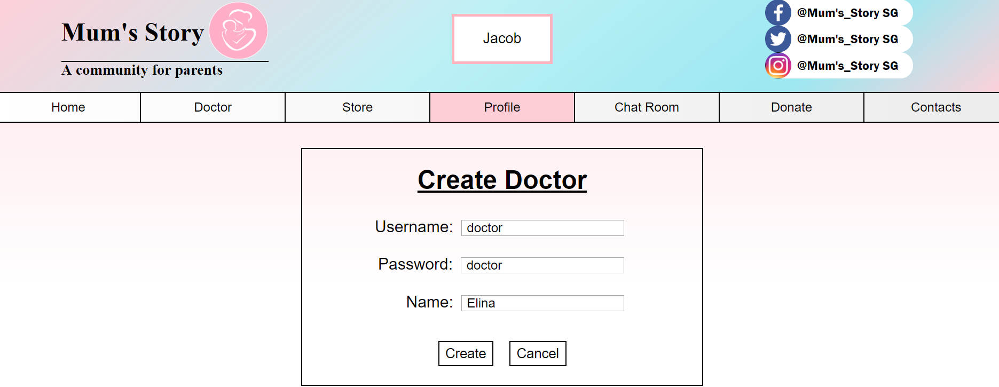 Mum's Story
A community for parents
Jacob
@Mum's_Story SG
@Mum's_Story SG
@Mum's_Story SG
Home Doctor Store Profile Chat Room Donate Contacts
Create Doctor
Username: doctor
Password: doctor
Name: Elina
Create Cancel